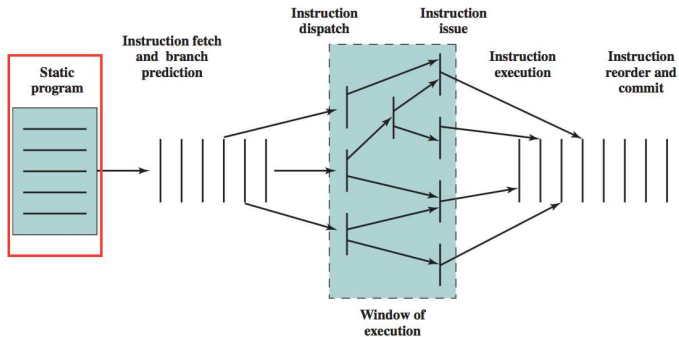 Static
program
Instruction fetch
and branch
prediction
Instruction
dispatch
Instruction
issue
Instruction
execution
Instruction
reorder and
commit
Window of
execution